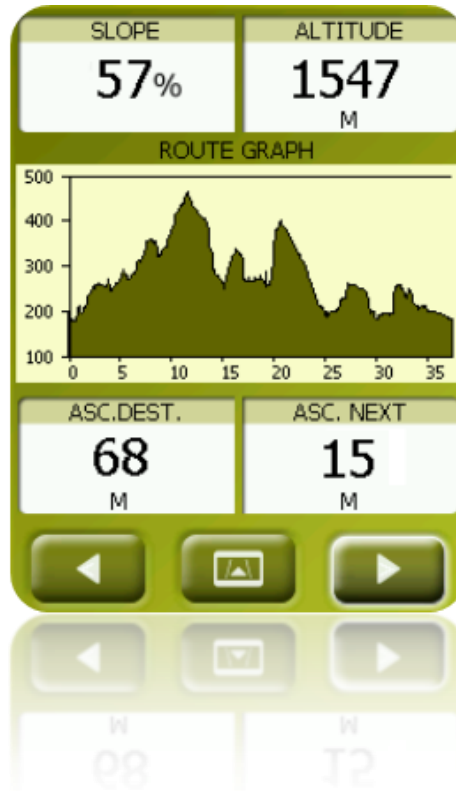 SLOPE
ALTITUDE
57%
1547
M
ROUTE GRAPH
500
400
300
200
100
0 5 10 15 20 25 30 35
ASC.DEST.
ASC. NEXT
68
15
M
M